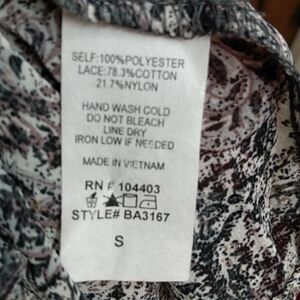 SELF:100%POLYESTER
LACE:78.3%COTTON
21.7%NYLON
HAND WASH COLD
DO NOT BLEACH
LINE DRY
IRON LOW IF NEEDED
MADE IN VIETNAM
RN # 104403
STYLE# BA3167
S